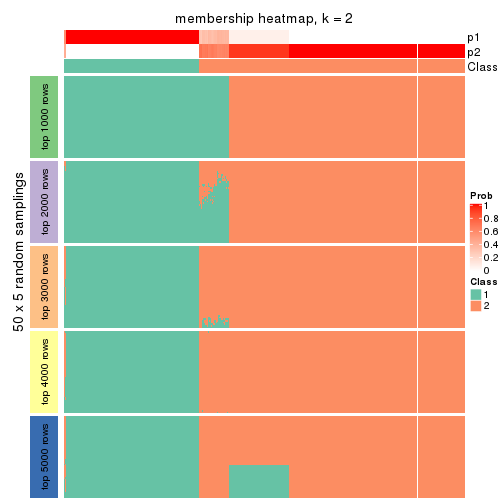 membership heatmap, k = 2
p1
p2
Class
50 x 5 random samplings
top 1000 rows
top 2000 rows
top 3000 rows
top 4000 rows
top 5000 rows
Prob
1
0.8
0.6
0.4
0.2
0
Class
1
2